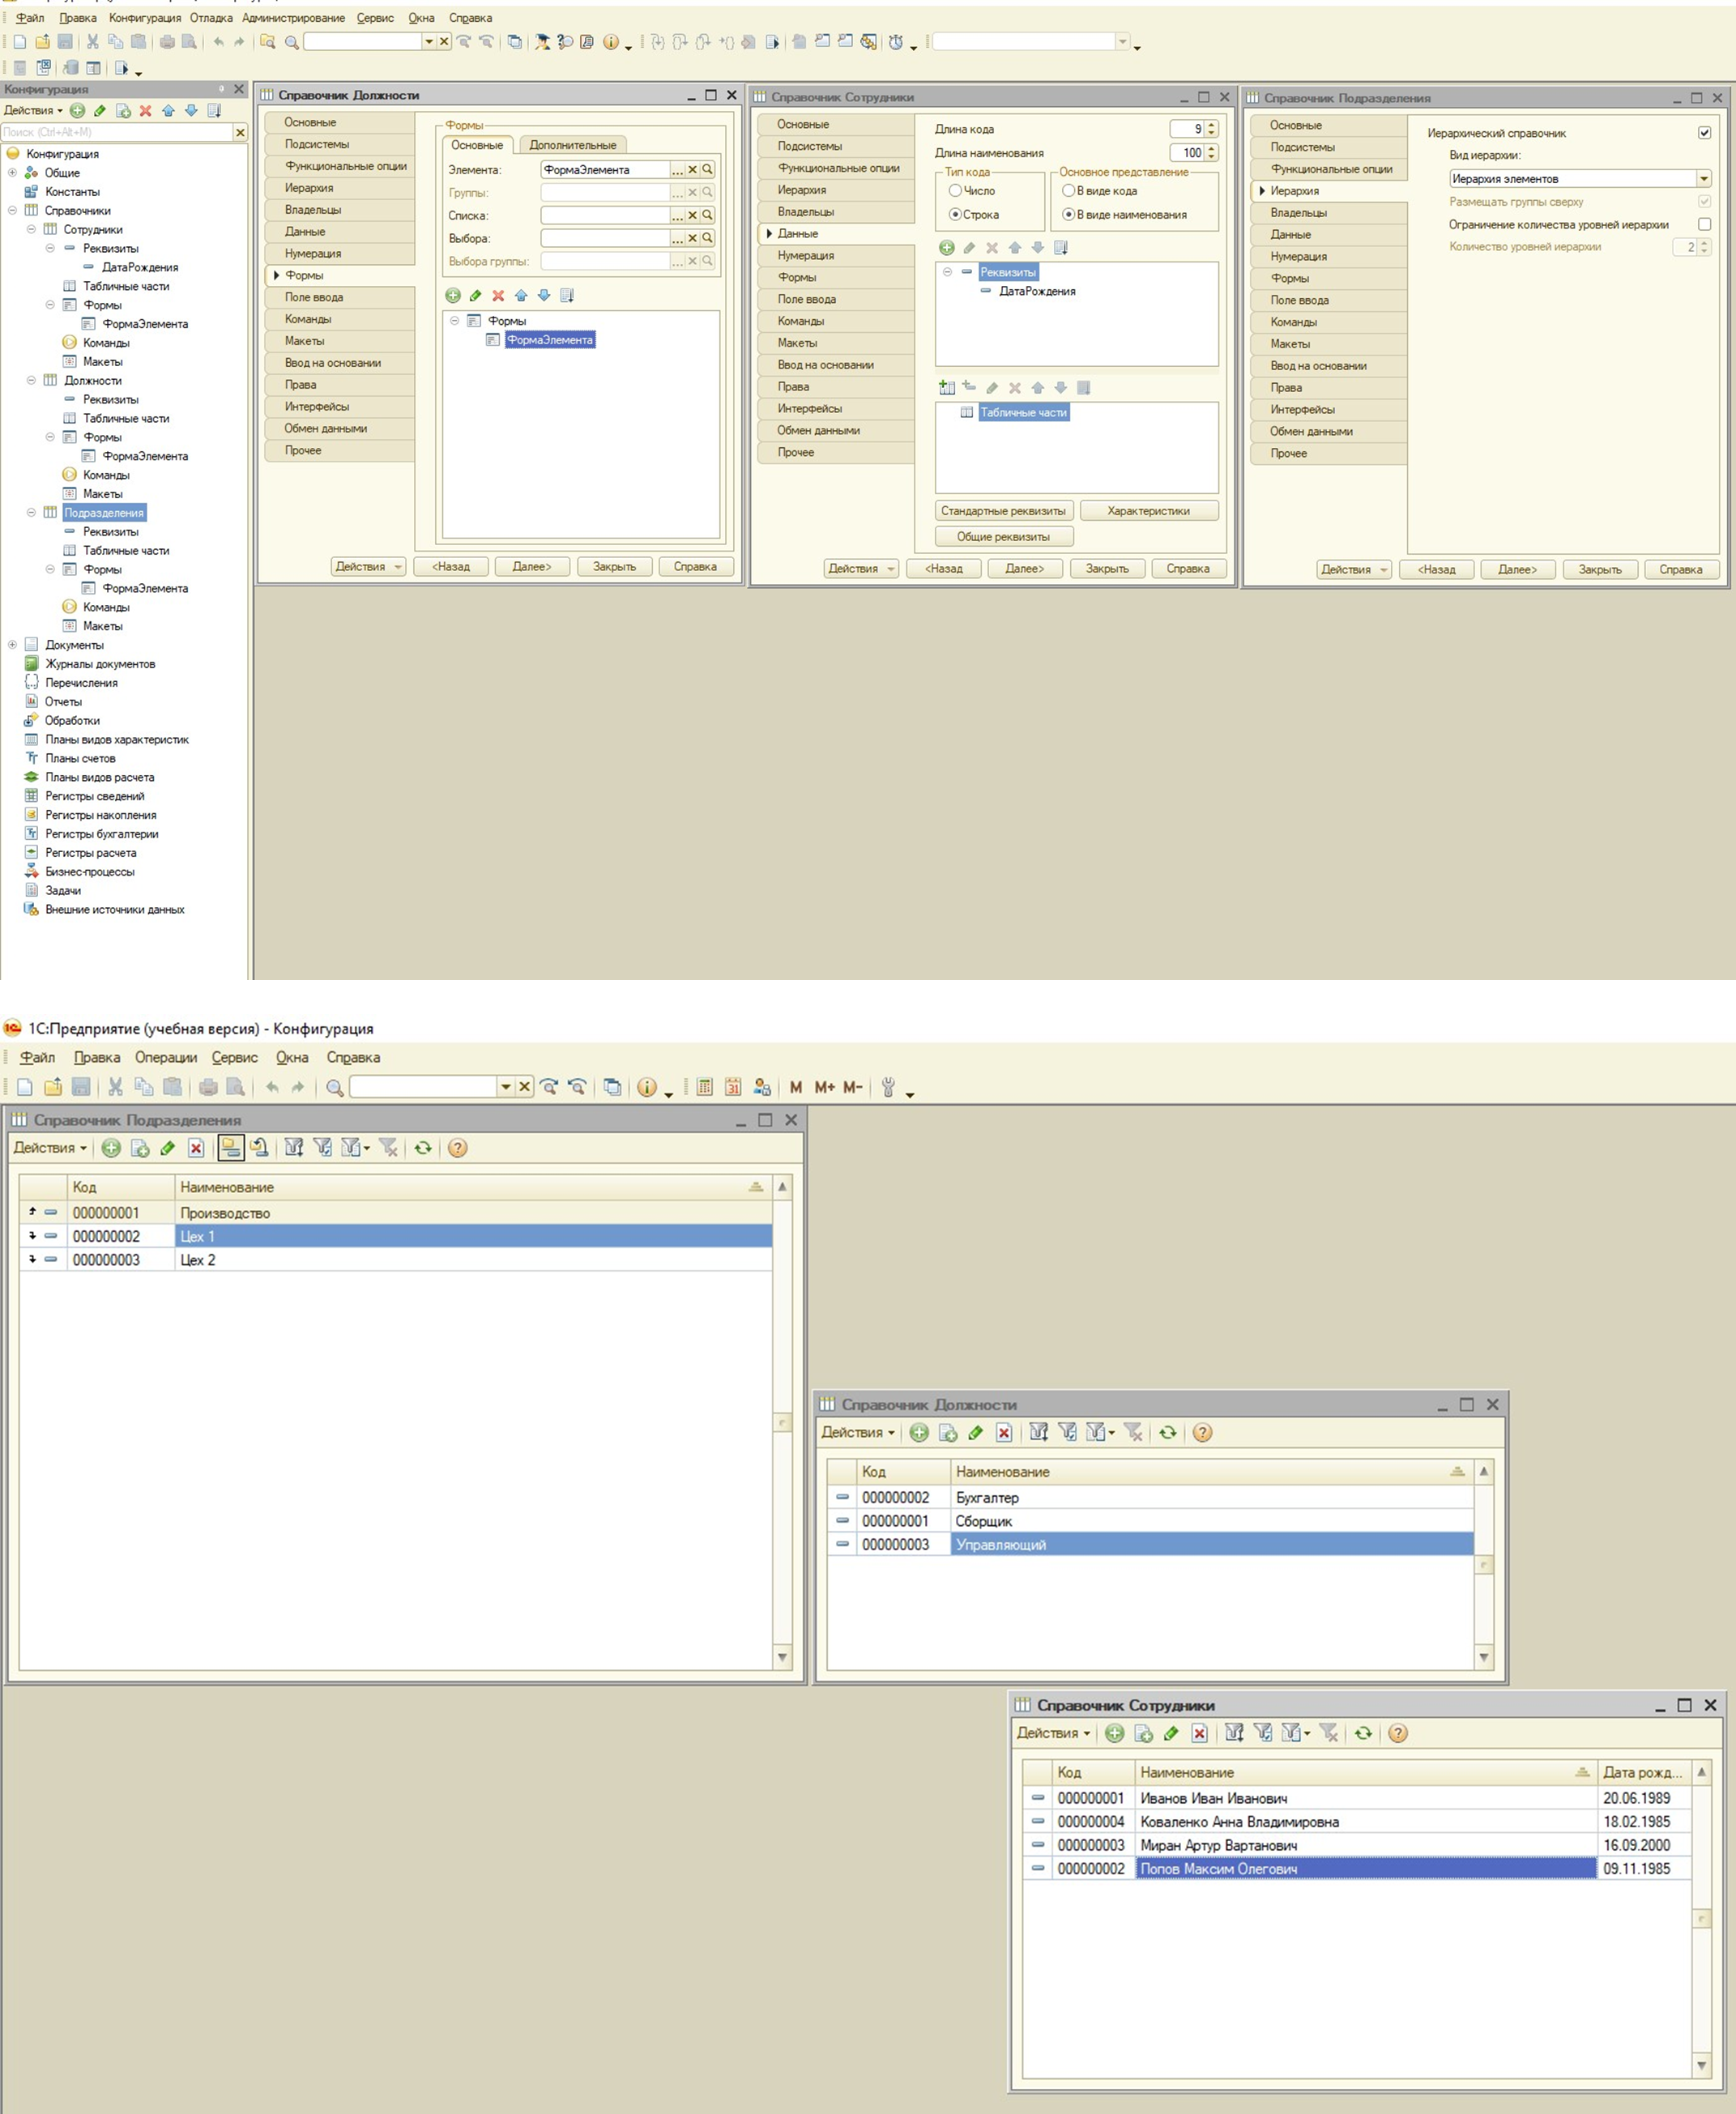 Файл Правка Конфигурация Отладка Администрирование Сервис Окна Справка
Конфигурация
Действия
Поиск (Ctrl+Alt+M)
Конфигурация
Общие
Константы
Справочники
Сотрудники
Реквизиты
ДатаРождения
Табличные части
Формы
ФормаЭлемента
Команды
Макеты
Должности
Реквизиты
Табличные части
Формы
ФормаЭлемента
Команды
Макеты
Подразделения
Реквизиты
Табличные части
Формы
ФормаЭлемента
Команды
Макеты
Документы
Журналы документов
Перечисления
Отчеты
Обработки
Планы видов характеристик
Планы счетов
Планы видов расчета
Регистры сведений
Регистры накопления
Регистры бухгалтерии
Регистры расчета
Бизнес-процессы
Задачи
Внешние источники данных
Справочник Должности
Основные
Подсистемы
Функциональные опции
Иерархия
Владельцы
Данные
Нумерация
Формы
Поле ввода
Команды
Макеты
Ввод на основании
Права
Интерфейсы
Обмен данными
Прочее
Формы
Основные Дополнительные
Элемента: ФормаЭлемента ...
Группы: ...
Списка: ...
Выбора: ...
Выбора группы: ...
Формы
ФормаЭлемента
Действия <Назад Далее> Закрыть Справка
Справочник Сотрудники
Основные
Подсистемы
Функциональные опции
Иерархия
Владельцы
Данные
Нумерация
Формы
Поле ввода
Команды
Макеты
Ввод на основании
Права
Интерфейсы
Обмен данными
Прочее
Длина кода 9
Длина наименования 100
Тип кода Основное представление
Число В виде кода
Строка В виде наименования
Реквизиты
ДатаРождения
Табличные части
Стандартные реквизиты Характеристики
Общие реквизиты
Действия <Назад Далее> Закрыть Справка
Справочник Подразделения
Основные
Подсистемы
Функциональные опции
Иерархия
Владельцы
Данные
Нумерация
Формы
Поле ввода
Команды
Макеты
Ввод на основании
Права
Интерфейсы
Обмен данными
Прочее
Иерархический справочник
Вид иерархии:
Иерархия элементов
Размещать группы сверху
Ограничение количества уровней иерархии
Количество уровней иерархии 2
Действия <Назад Далее> Закрыть Справка
1С:Предприятие (учебная версия) - Конфигурация
Файл Правка Операции Сервис Окна Справка
31 M M+ M-
Справочник Подразделения
Действия
Код Наименование
000000001 Производство
000000002 Цех 1
000000003 Цех 2
Справочник Должности
Действия
Код Наименование
000000002 Бухгалтер
000000001 Сборщик
000000003 Управляющий
Справочник Сотрудники
Действия
Код Наименование Дата рожд...
000000001 Иванов Иван Иванович 20.06.1989
000000004 Коваленко Анна Владимировна 18.02.1985
000000003 Миран Артур Вартанович 16.09.2000
000000002 Попов Максим Олегович 09.11.1985